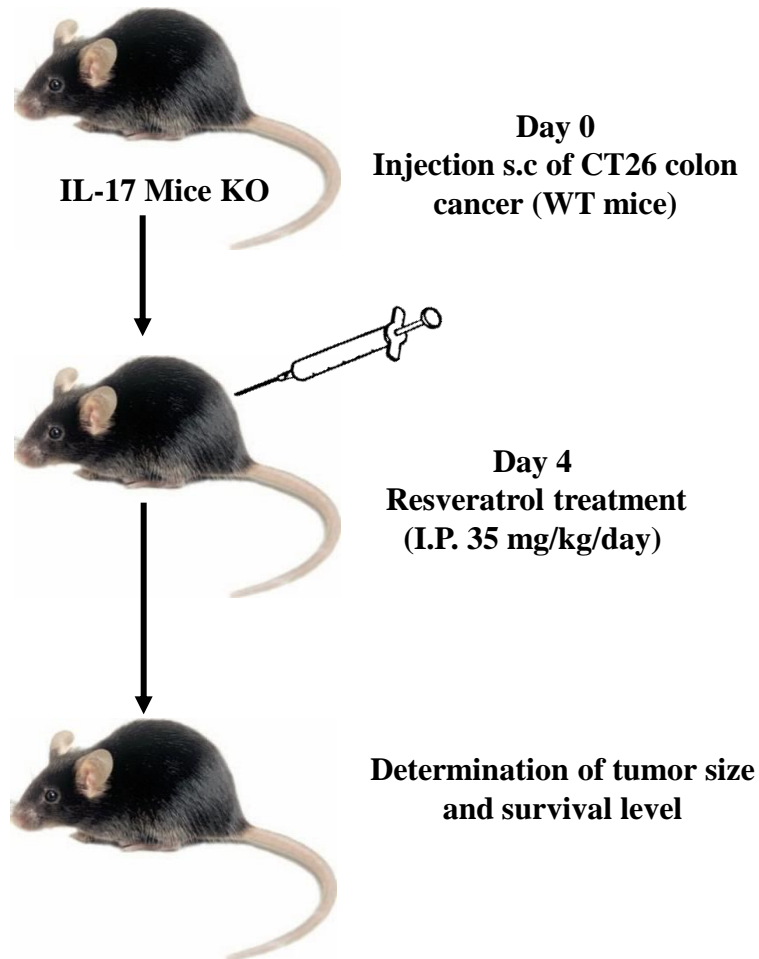 Day 0
Injection s.c of CT26 colon
cancer (WT mice)
IL-17 Mice KO
Day 4
Resveratrol treatment
(I.P. 35 mg/kg/day)
Determination of tumor size
and survival level